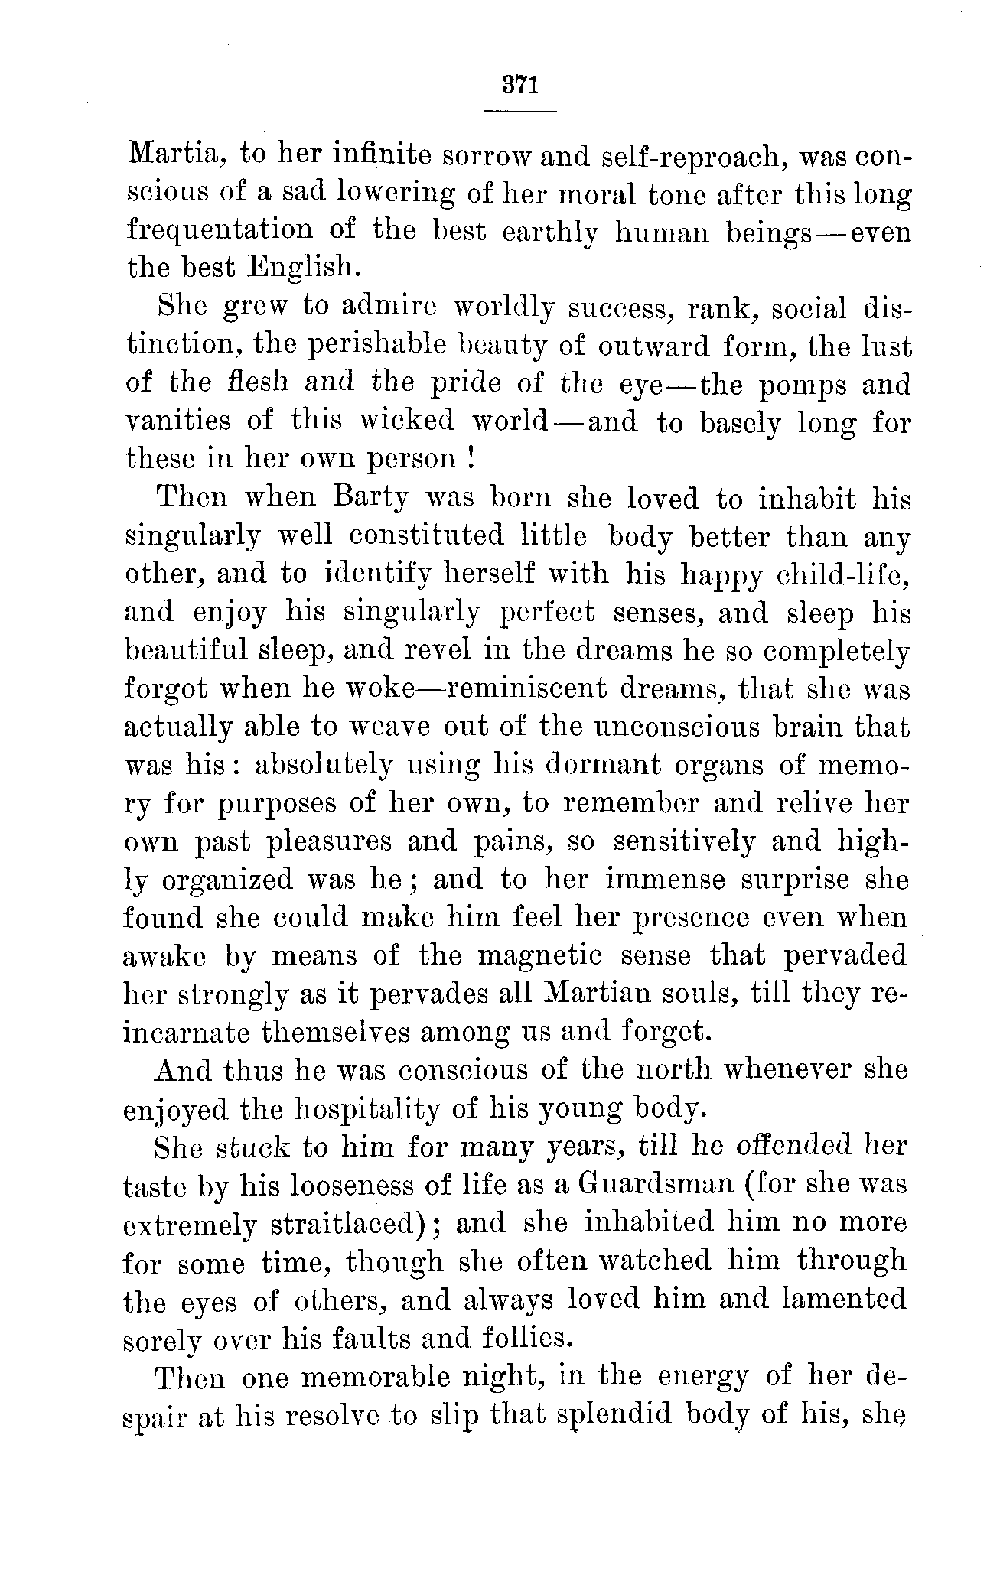 371
Martia, to her infinite sorrow and self-reproach, was con-
scious of a sad lowering of her moral tone after this long
frequentation of the best earthly human beings—even
the best English.
She grew to admire worldly success, rank, social dis-
tinction, the perishable beauty of outward form, the lust
of the flesh and the pride of the eye—the pomps and
vanities of this wicked world—and to basely long for
these in her own person !
Then when Barty was born she loved to inhabit his
singularly well constituted little body better than any
other, and to identify herself with his happy child-life,
and enjoy his singularly perfect senses, and sleep his
beautiful sleep, and revel in the dreams he so completely
forgot when he woke—reminiscent dreams, that she was
actually able to weave out of the unconscious brain that
was his : absolutely using his dormant organs of memo-
ry for purposes of her own, to remember and relive her
own past pleasures and pains, so sensitively and high-
ly organized was he ; and to her immense surprise she
found she could make him feel her presence even when
awake by means of the magnetic sense that pervaded
her strongly as it pervades all Martian souls, till they re-
incarnate themselves among us and forget.
And thus he was conscious of the north whenever she
enjoyed the hospitality of his young body.
She stuck to him for many years, till he offended her
taste by his looseness of life as a Guardsman (for she was
extremely straitlaced) ; and she inhabited him no more
for some time, though she often watched him through
the eyes of others, and always loved him and lamented
sorely over his faults and follies.
Then one memorable night, in the energy of her de-
spair at his resolve to slip that splendid body of his, she